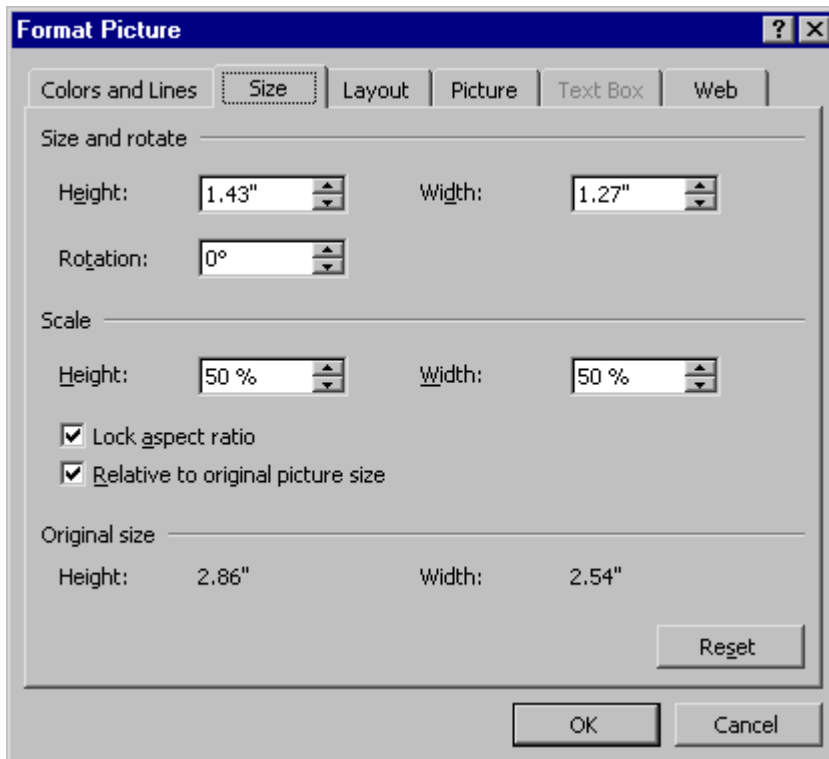 Format Picture
Colors and Lines Size Layout Picture Text Box Web
Size and rotate
Height: 1.43" Width: 1.27"
Rotation: 0°
Scale
Height: 50 % Width: 50 %
Lock aspect ratio
Relative to original picture size
Original size
Height: 2.86" Width: 2.54"
Reset
OK Cancel